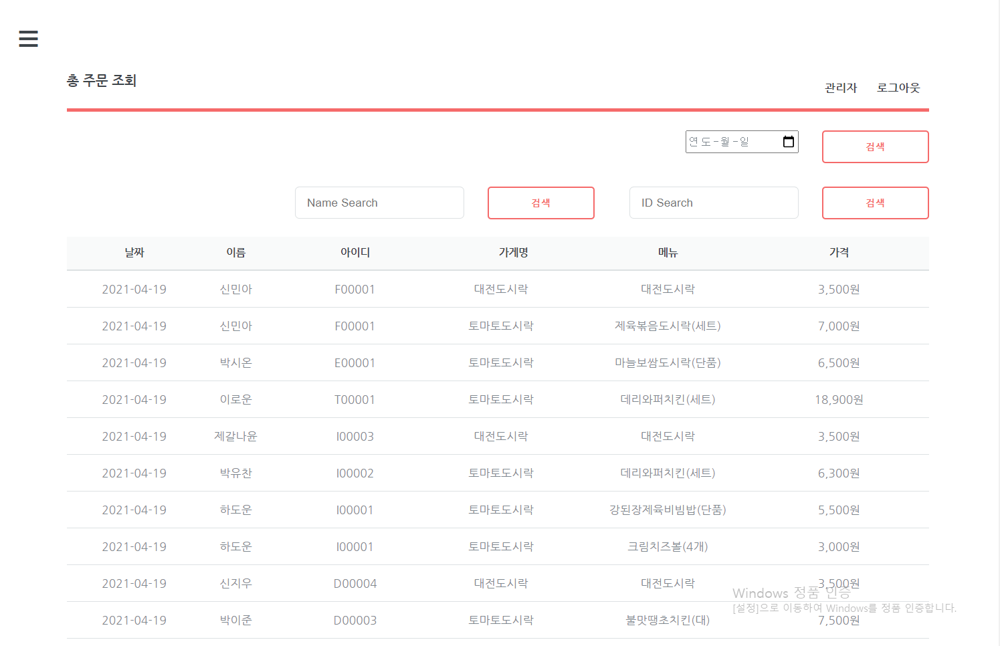 총 주문 조회
관리자 로그아웃
연도-월-일 검색
Name Search 검색 ID Search 검색
날짜 이름 아이디 가게명 메뉴 가격
2021-04-19 신민아 F00001 대전도시락 대전도시락 3,500원
2021-04-19 신민아 F00001 토마토도시락 제육볶음도시락(세트) 7,000원
2021-04-19 박시온 E00001 토마토도시락 마늘보쌈도시락(단품) 6,500원
2021-04-19 이로운 T00001 토마토도시락 데리와퍼치킨(세트) 18,900원
2021-04-19 제갈나윤 I00003 대전도시락 대전도시락 3,500원
2021-04-19 박유찬 I00002 토마토도시락 데리와퍼치킨(세트) 6,300원
2021-04-19 하도운 I00001 토마토도시락 강된장제육비빔밥(단품) 5,500원
2021-04-19 하도운 I00001 토마토도시락 크림치즈볼(4개) 3,000원
2021-04-19 신지우 D00004 대전도시락 대전도시락 3,500원
Windows 정품 인증
[설정]으로 이동하여 Windows를 정품 인증합니다.
2021-04-19 박이준 D00003 토마토도시락 불맛땡초치킨(대) 7,500원